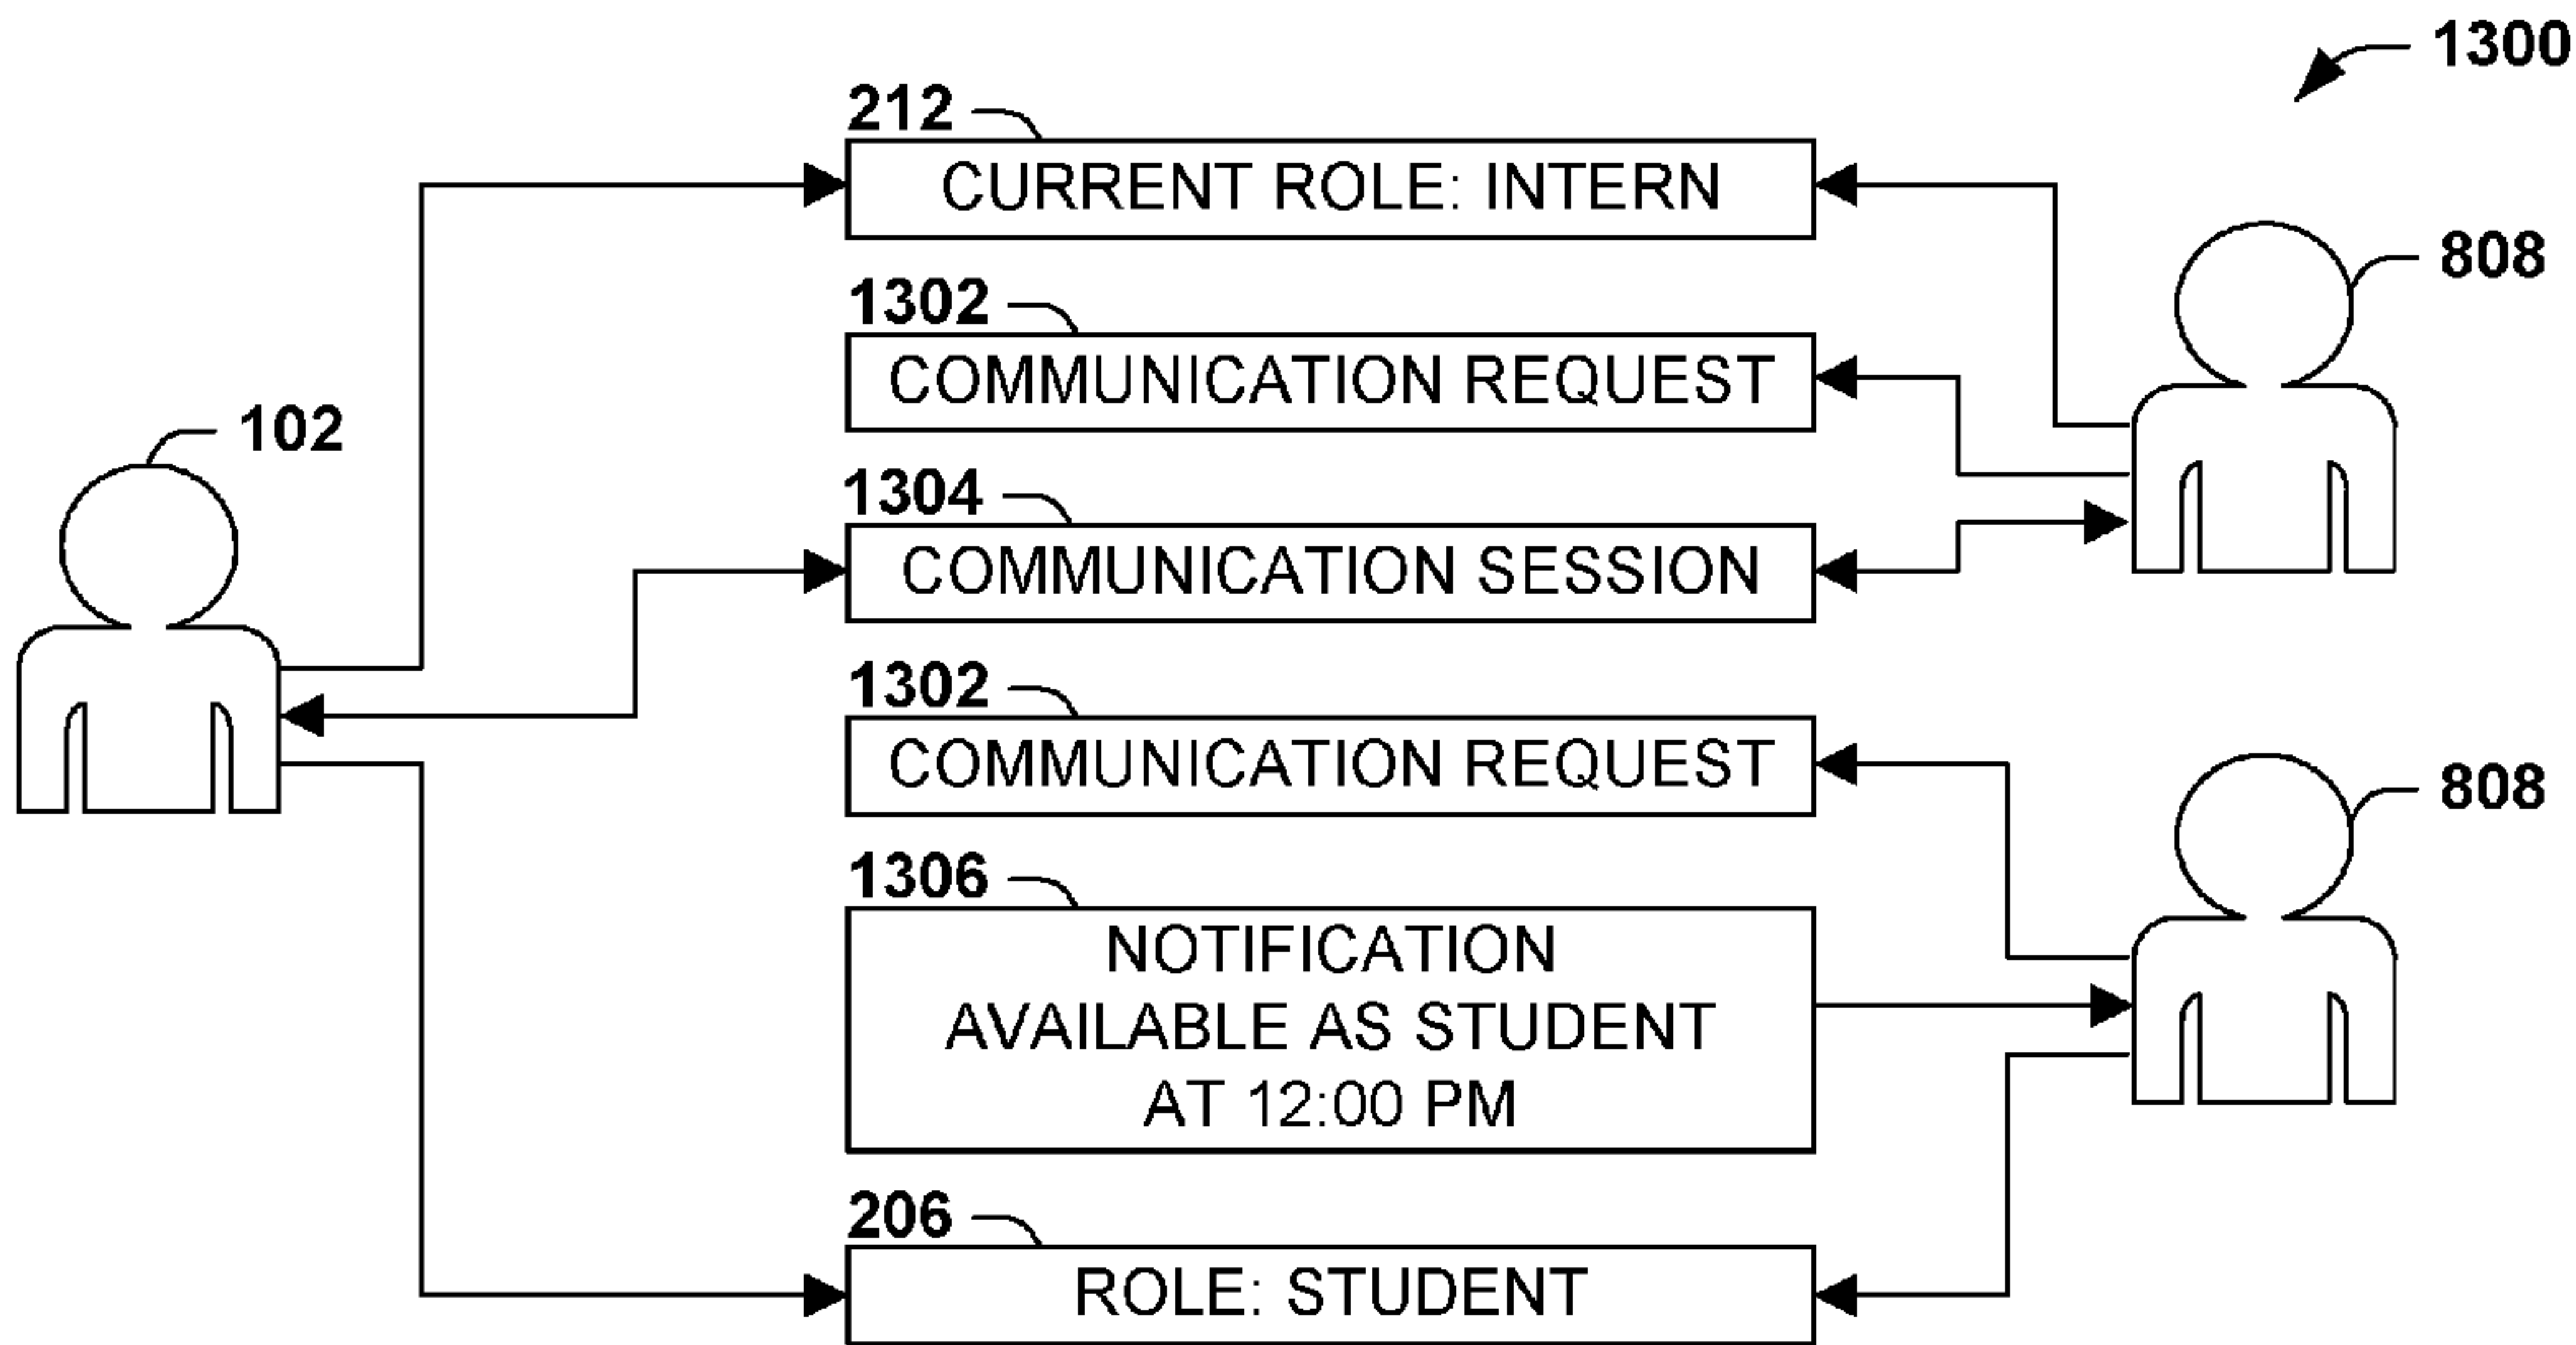 1300
212
CURRENT ROLE: INTERN
808
1302
COMMUNICATION REQUEST
102
1304
COMMUNICATION SESSION
1302
COMMUNICATION REQUEST
808
1306
NOTIFICATION
AVAILABLE AS STUDENT
AT 12:00 PM
206
ROLE: STUDENT